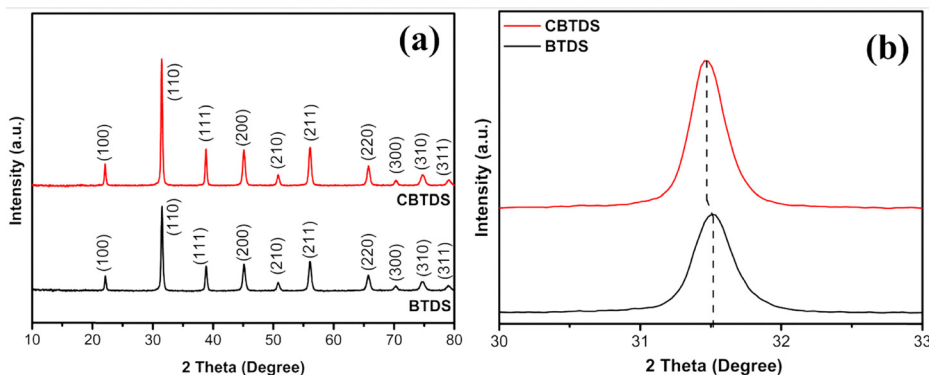 (a)
Intensity (a.u.)
(100)
(110)
(111)
(200)
(210)
(211)
(220)
(300)
(310)
(311)
CBTDS
(100)
(110)
(111)
(200)
(210)
(211)
(220)
(300)
(310)
(311)
BTDS
10 20 30 40 50 60 70 80
2 Theta (Degree)
CBTDS
BTDS
(b)
Intensity (a.u.)
30 31 32 33
2 Theta (Degree)